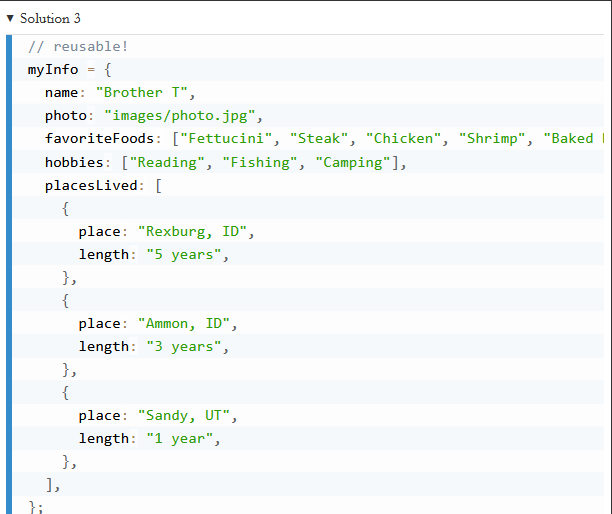 ▼ Solution 3
// reusable!
myInfo = {
  name: "Brother T",
  photo: "images/photo.jpg",
  favoriteFoods: ["Fettucini", "Steak", "Chicken", "Shrimp", "Baked
  hobbies: ["Reading", "Fishing", "Camping"],
  placesLived: [
    {
      place: "Rexburg, ID",
      length: "5 years",
    },
    {
      place: "Ammon, ID",
      length: "3 years",
    },
    {
      place: "Sandy, UT",
      length: "1 year",
    },
  ],
};